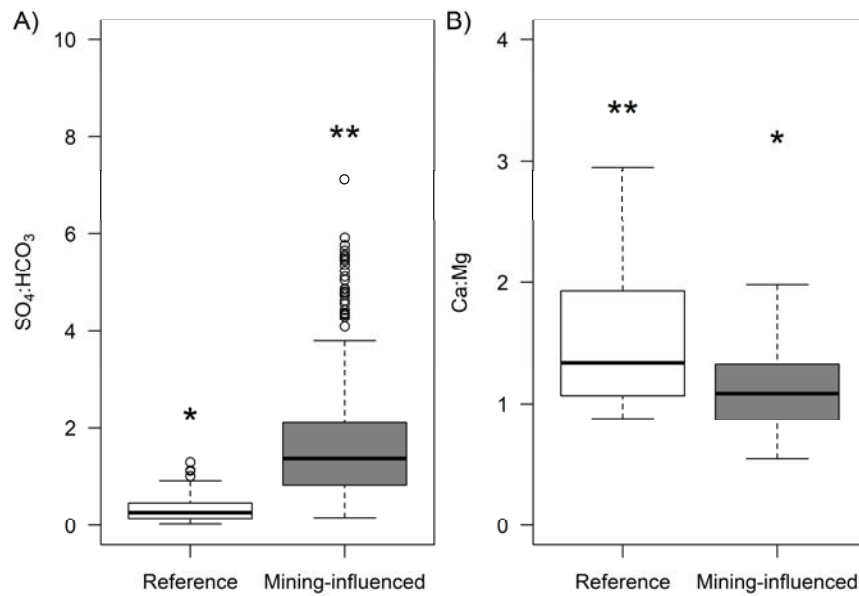 A)
10
8
6
4
2
0
SO₄:HCO₃
*
**
Reference Mining-influenced
B)
4
3
2
1
0
Ca:Mg
**
*
Reference Mining-influenced